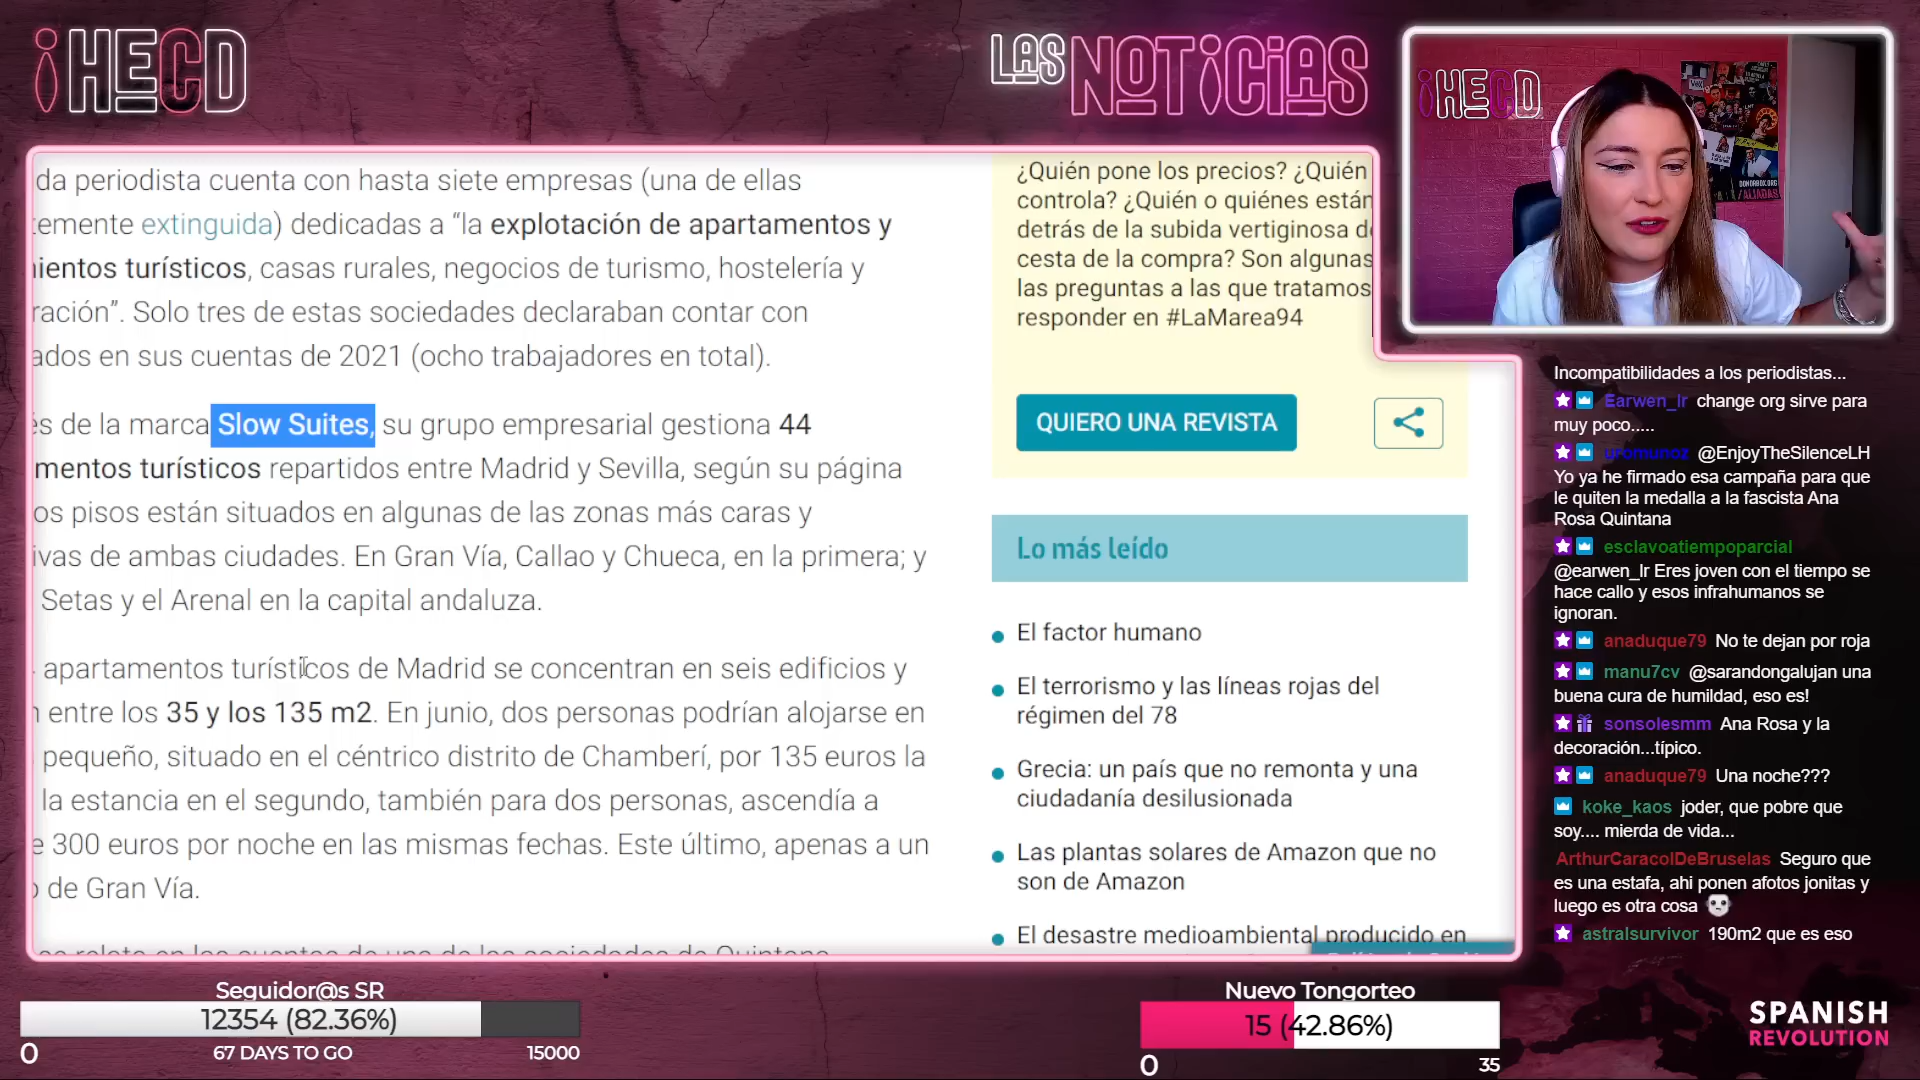 ¡HECD
LAS NOTICIAS
¡HECD
da periodista cuenta con hasta siete empresas (una de ellas
temente extinguida) dedicadas a “la explotación de apartamentos y
ientos turísticos, casas rurales, negocios de turismo, hostelería y
ración”. Solo tres de estas sociedades declaraban contar con
ados en sus cuentas de 2021 (ocho trabajadores en total).
és de la marca Slow Suites, su grupo empresarial gestiona 44
mentos turísticos repartidos entre Madrid y Sevilla, según su página
os pisos están situados en algunas de las zonas más caras y
ivas de ambas ciudades. En Gran Vía, Callao y Chueca, en la primera; y
Setas y el Arenal en la capital andaluza.
apartamentos turísticos de Madrid se concentran en seis edificios y
n entre los 35 y los 135 m2. En junio, dos personas podrían alojarse en
pequeño, situado en el céntrico distrito de Chamberí, por 135 euros la
la estancia en el segundo, también para dos personas, ascendía a
e 300 euros por noche en las mismas fechas. Este último, apenas a un
o de Gran Vía.
se relata en las cuentas de una de las sociedades de Quintana
¿Quién pone los precios? ¿Quién
controla? ¿Quién o quiénes están
detrás de la subida vertiginosa de
cesta de la compra? Son algunas
las preguntas a las que tratamos
responder en #LaMarea94
QUIERO UNA REVISTA
Lo más leído
El factor humano
El terrorismo y las líneas rojas del
régimen del 78
Grecia: un país que no remonta y una
ciudadanía desilusionada
Las plantas solares de Amazon que no
son de Amazon
El desastre medioambiental producido en
Incompatibilidades a los periodistas...
Earwen_lr change org sirve para
muy poco.....
yromunoz @EnjoyTheSilenceLH
Yo ya he firmado esa campaña para que
le quiten la medalla a la fascista Ana
Rosa Quintana
esclavoatiempoparcial
@earwen_lr Eres joven con el tiempo se
hace callo y esos infrahumanos se
ignoran.
anaduque79 No te dejan por roja
manu7cv @sarandongalujan una
buena cura de humildad, eso es!
sonsolesmm Ana Rosa y la
decoración...típico.
anaduque79 Una noche???
koke_kaos joder, que pobre que
soy.... mierda de vida...
ArthurCaracolDeBruselas Seguro que
es una estafa, ahi ponen afotos jonitas y
luego es otra cosa
astralsurvivor 190m2 que es eso
Seguidor@s SR
12354 (82.36%)
0 67 DAYS TO GO 15000
Nuevo Tongorteo
15 (42.86%)
0 35
SPANISH
REVOLUTION